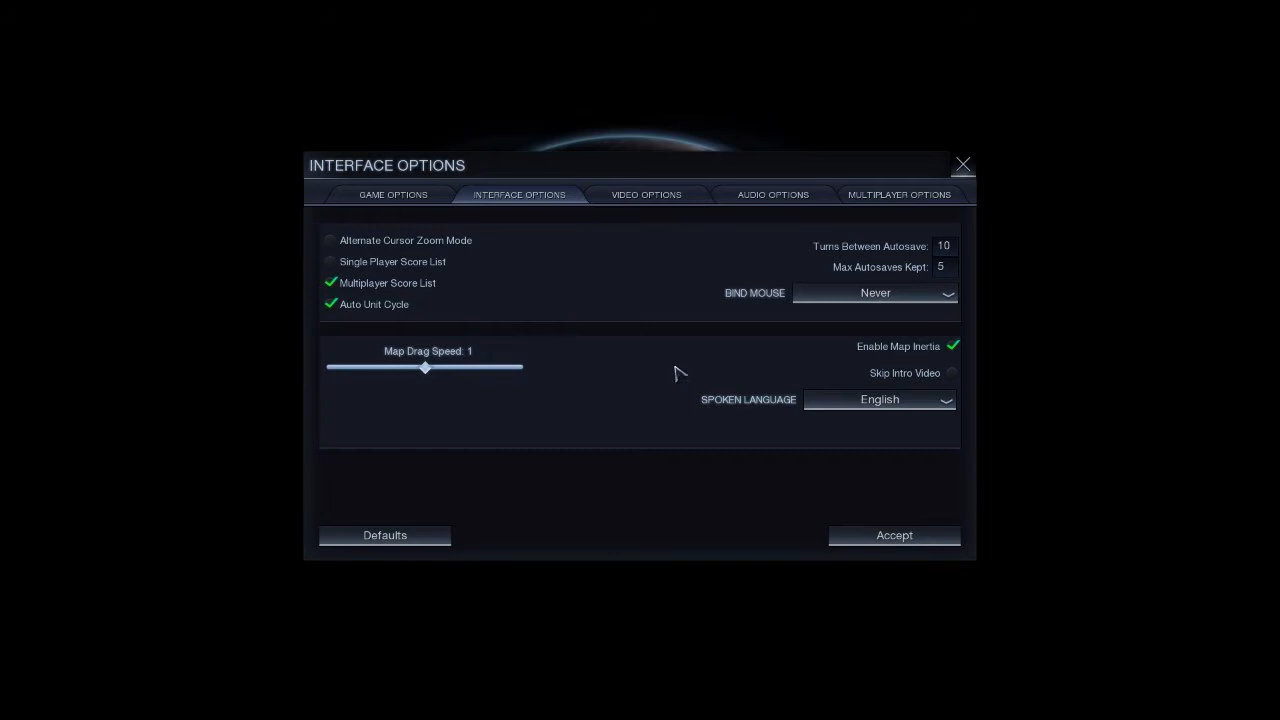 INTERFACE OPTIONS
GAME OPTIONS INTERFACE OPTIONS VIDEO OPTIONS AUDIO OPTIONS MULTIPLAYER OPTIONS
Alternate Cursor Zoom Mode
Single Player Score List
Multiplayer Score List
Auto Unit Cycle
Turns Between Autosave: 10
Max Autosaves Kept: 5
BIND MOUSE Never
Map Drag Speed: 1
Enable Map Inertia
Skip Intro Video
SPOKEN LANGUAGE English
Defaults Accept